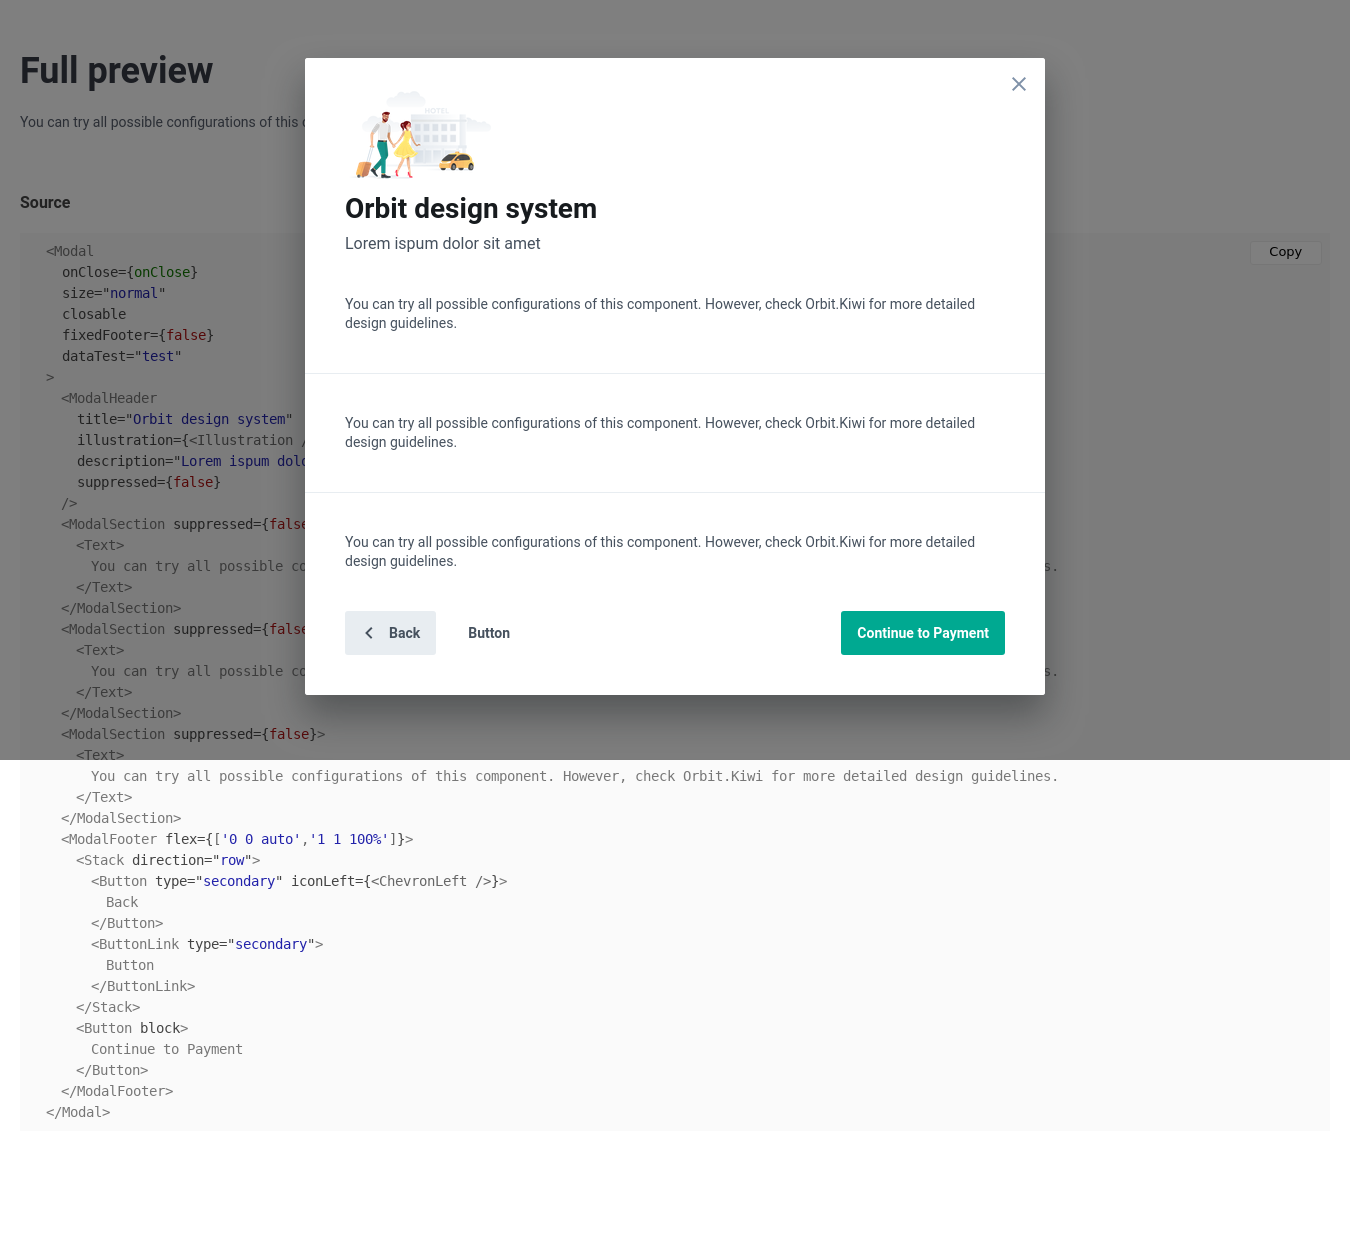 Full preview
You can try all possible configurations of this
Source
Copy
<Modal
onClose={onClose}
size="normal"
closable
fixedFooter={false}
dataTest="test"
>
<ModalHeader
title="Orbit design system"
illustration={<Illustration
description="Lorem ispum
suppressed={false}
/>
<ModalSection suppressed={false
<Text>
You can try all possible
s.
</Text>
</ModalSection>
<ModalSection suppressed={false
<Text>
You can try all possible
s.
</Text>
</ModalSection>
<ModalSection suppressed={false}>
<Text>
You can try all possible configurations of this component. However, check Orbit.Kiwi for more detailed design guidelines.
</Text>
</ModalSection>
<ModalFooter flex={['0 0 auto','1 1 100%']}>
<Stack direction="row">
<Button type="secondary" iconLeft={<ChevronLeft />}>
Back
</Button>
<ButtonLink type="secondary">
Button
</ButtonLink>
</Stack>
<Button block>
Continue to Payment
</Button>
</ModalFooter>
</Modal>
HOTEL
Orbit design system
Lorem ispum dolor sit amet
You can try all possible configurations of this component. However, check Orbit.Kiwi for more detailed
design guidelines.
You can try all possible configurations of this component. However, check Orbit.Kiwi for more detailed
design guidelines.
You can try all possible configurations of this component. However, check Orbit.Kiwi for more detailed
design guidelines.
Back
Button
Continue to Payment